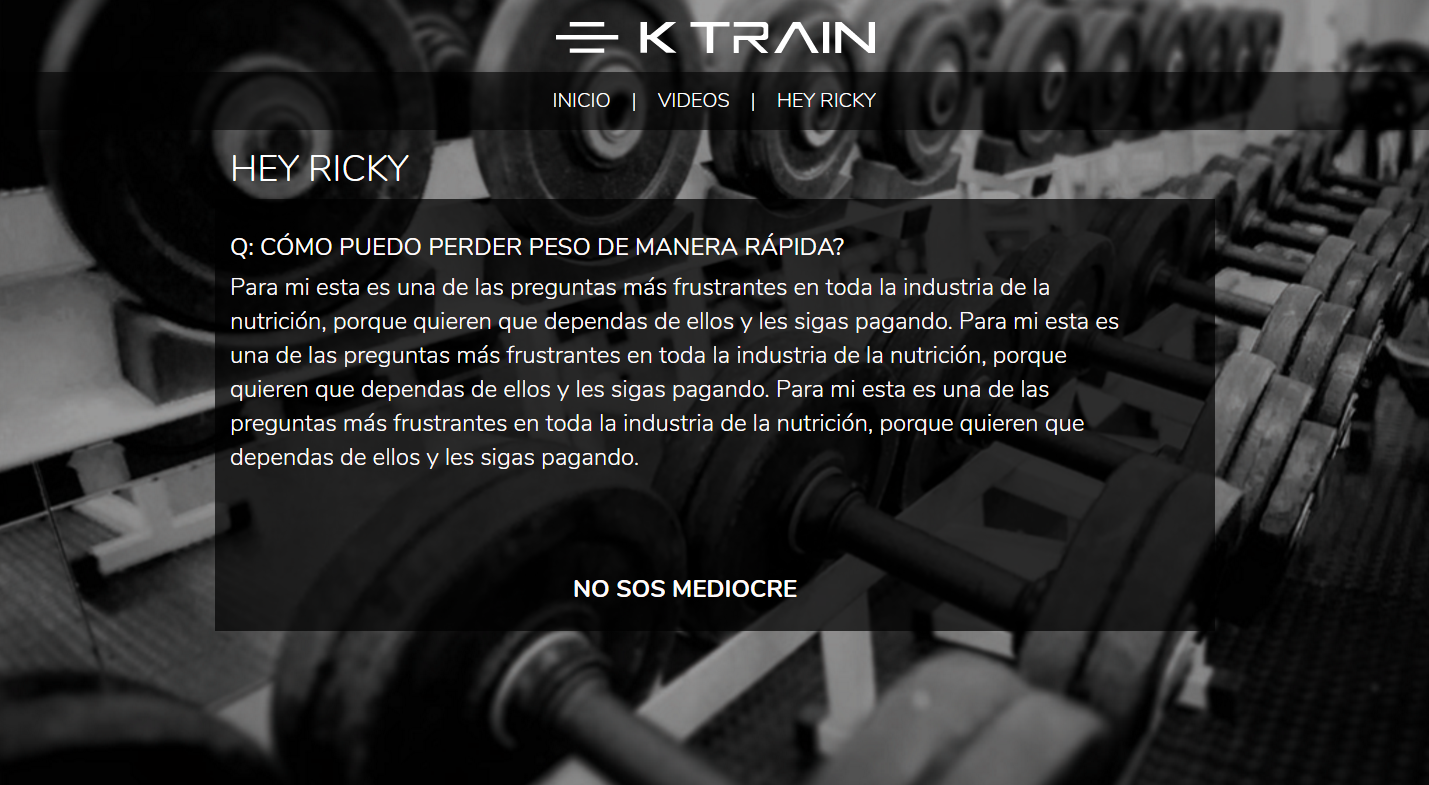 K TRAIN
INICIO | VIDEOS | HEY RICKY
HEY RICKY
Q: CÓMO PUEDO PERDER PESO DE MANERA RÁPIDA?
Para mi esta es una de las preguntas más frustrantes en toda la industria de la
nutrición, porque quieren que dependas de ellos y les sigas pagando. Para mi esta es
una de las preguntas más frustrantes en toda la industria de la nutrición, porque
quieren que dependas de ellos y les sigas pagando. Para mi esta es una de las
preguntas más frustrantes en toda la industria de la nutrición, porque quieren que
dependas de ellos y les sigas pagando.
NO SOS MEDIOCRE